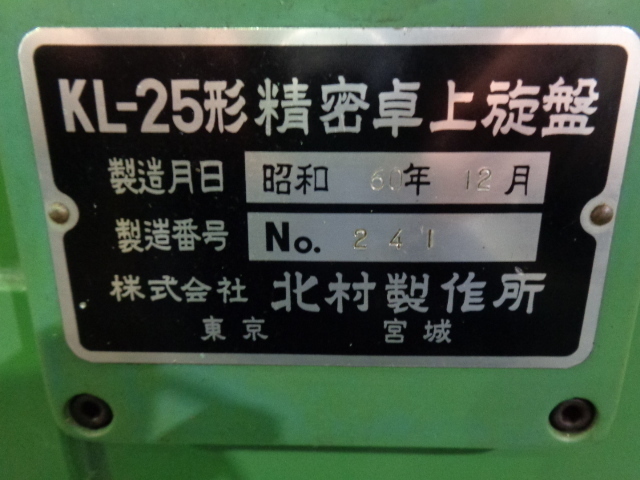 KL-25形精密卓上旋盤
製造月日 昭和 60年 12月
製造番号 No. 241
株式会社 北村製作所
東京 宮城